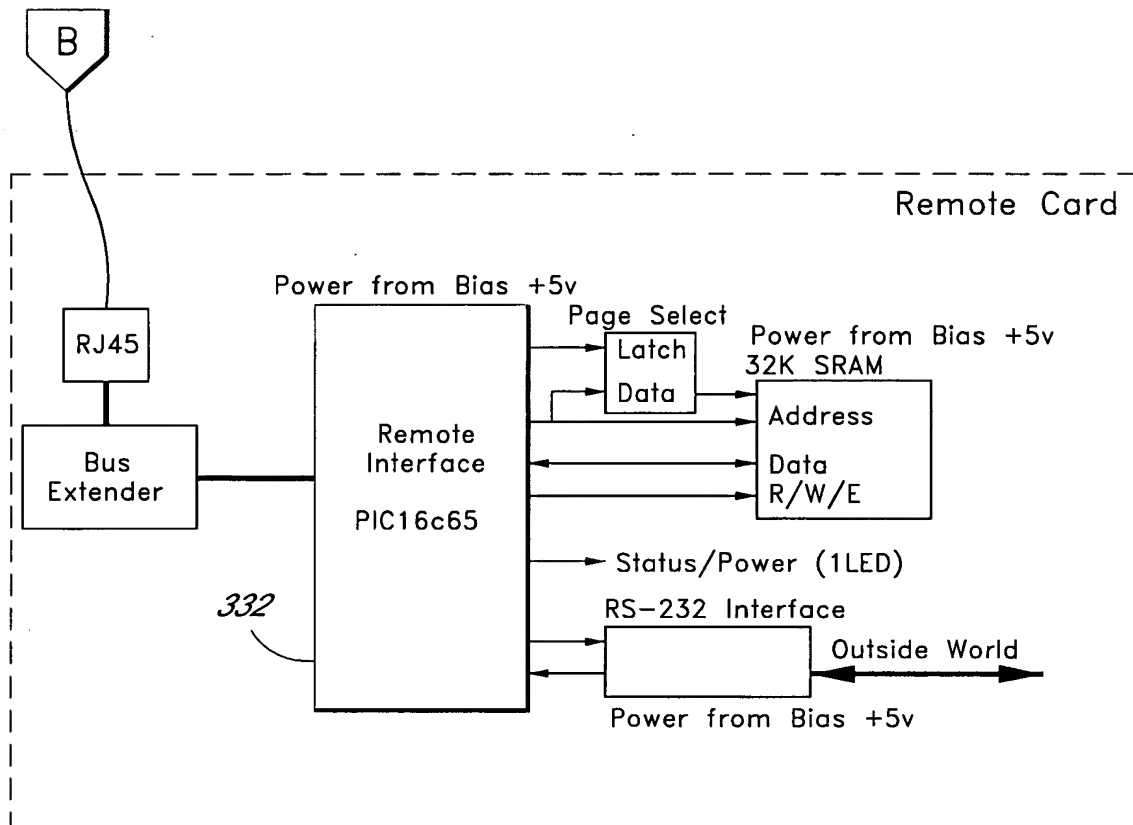 B
Remote Card
RJ45
Bus
Extender
Power from Bias +5v
Remote
Interface
PIC16c65
332
Page Select
Latch
Data
Power from Bias +5v
32K SRAM
Address
Data
R/W/E
Status/Power (1LED)
RS-232 Interface
Outside World
Power from Bias +5v